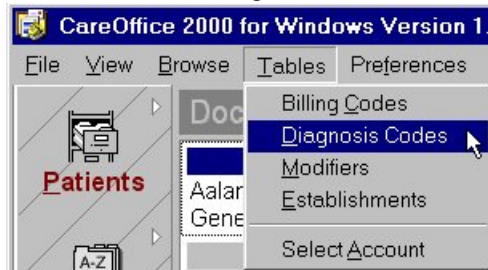 CareOffice 2000 for Windows Version 1.
File View Browse Tables Preferences
Doc
Billing Codes
Diagnosis Codes
Modifiers
Establishments
Select Account
Patients
Aalar
Gene
A-Z